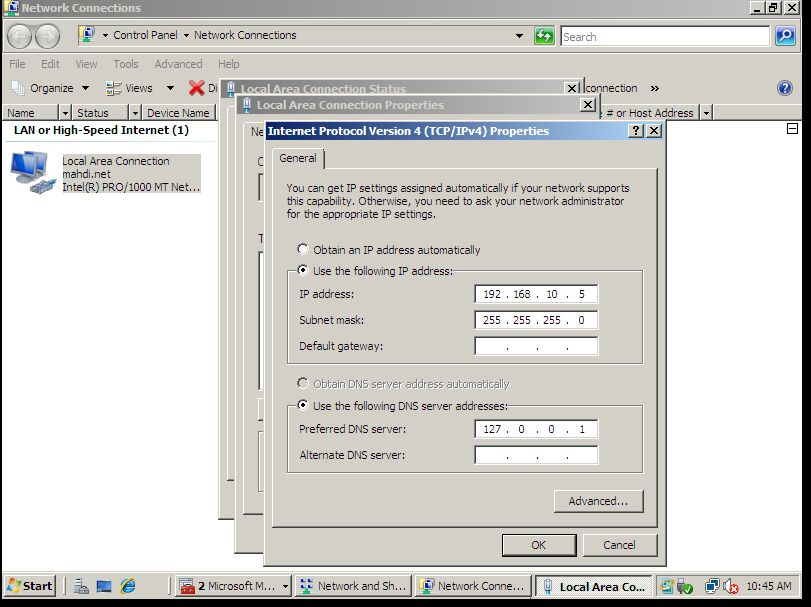 Network Connections
Control Panel
Network Connections
Search
File Edit View Tools Advanced Help
Organize Views Di
onnection »
Name Status Device Name
# or Host Address
LAN or High-Speed Internet (1)
Local Area Connection
mahdi.net
Intel(R) PRO/1000 MT Net...
Local Area Connection Status
Local Area Connection Properties
Ne
Internet Protocol Version 4 (TCP/IPv4) Properties
General
You can get IP settings assigned automatically if your network supports
this capability. Otherwise, you need to ask your network administrator
for the appropriate IP settings.
Obtain an IP address automatically
Use the following IP address:
IP address: 192 . 168 . 10 . 5
Subnet mask: 255 . 255 . 255 . 0
Default gateway: . . .
Obtain DNS server address automatically
Use the following DNS server addresses:
Preferred DNS server: 127 . 0 . 0 . 1
Alternate DNS server: . . .
Advanced...
OK Cancel
Start
2 Microsoft M...
Network and Sh...
Network Conne...
Local Area Co...
10:45 AM